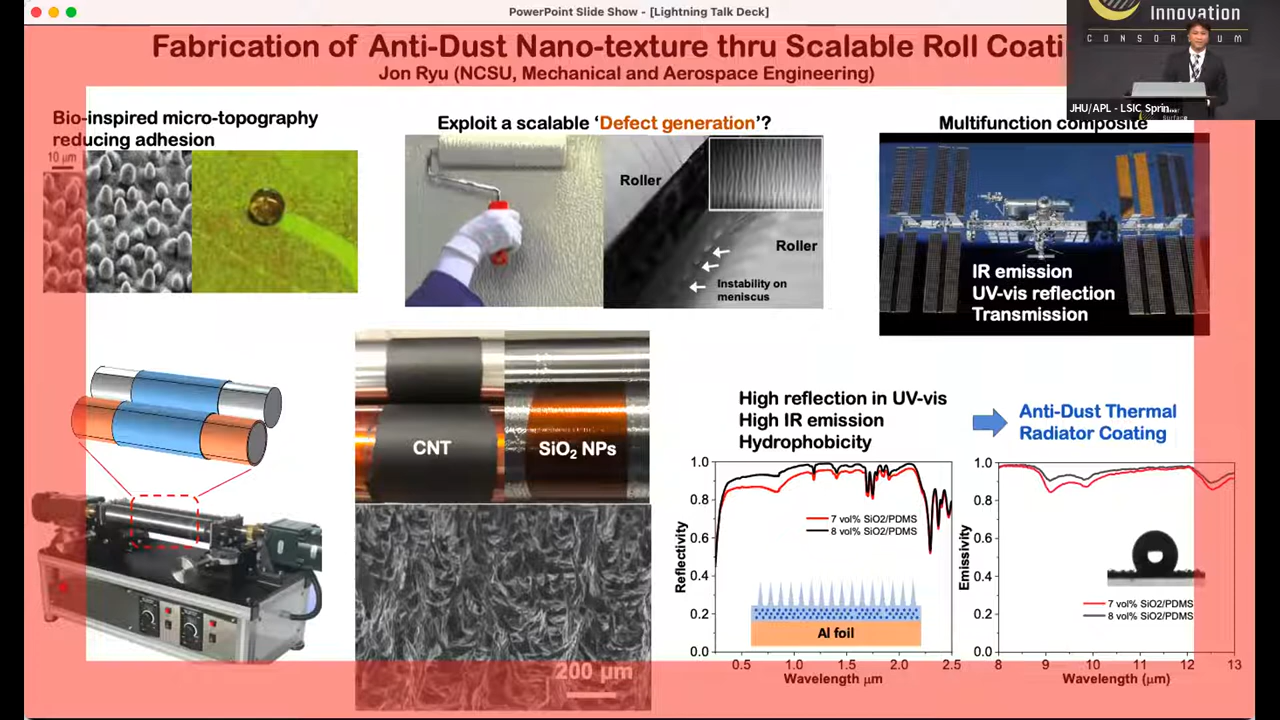 PowerPoint Slide Show - [Lightning Talk Deck]
Innovation
CONSORTIUM
JHU/APL - LSIC Sprin...
Surface
Fabrication of Anti-Dust Nano-texture thru Scalable Roll Coati
Jon Ryu (NCSU, Mechanical and Aerospace Engineering)
Bio-inspired micro-topography
reducing adhesion
10 μm
Exploit a scalable ‘Defect generation’?
Roller
Roller
Instability on
meniscus
Multifunction composite
IR emission
UV-vis reflection
Transmission
CNT
SiO₂ NPs
200 μm
High reflection in UV-vis
High IR emission
Hydrophobicity
Anti-Dust Thermal
Radiator Coating
1.0
0.8
0.6
0.4
0.2
0.0
Reflectivity
7 vol% SiO2/PDMS
8 vol% SiO2/PDMS
Al foil
0.5 1.0 1.5 2.0 2.5
Wavelength μm
1.0
0.8
0.6
0.4
0.2
0.0
Emissivity
7 vol% SiO2/PDMS
8 vol% SiO2/PDMS
8 9 10 11 12 13
Wavelength (μm)